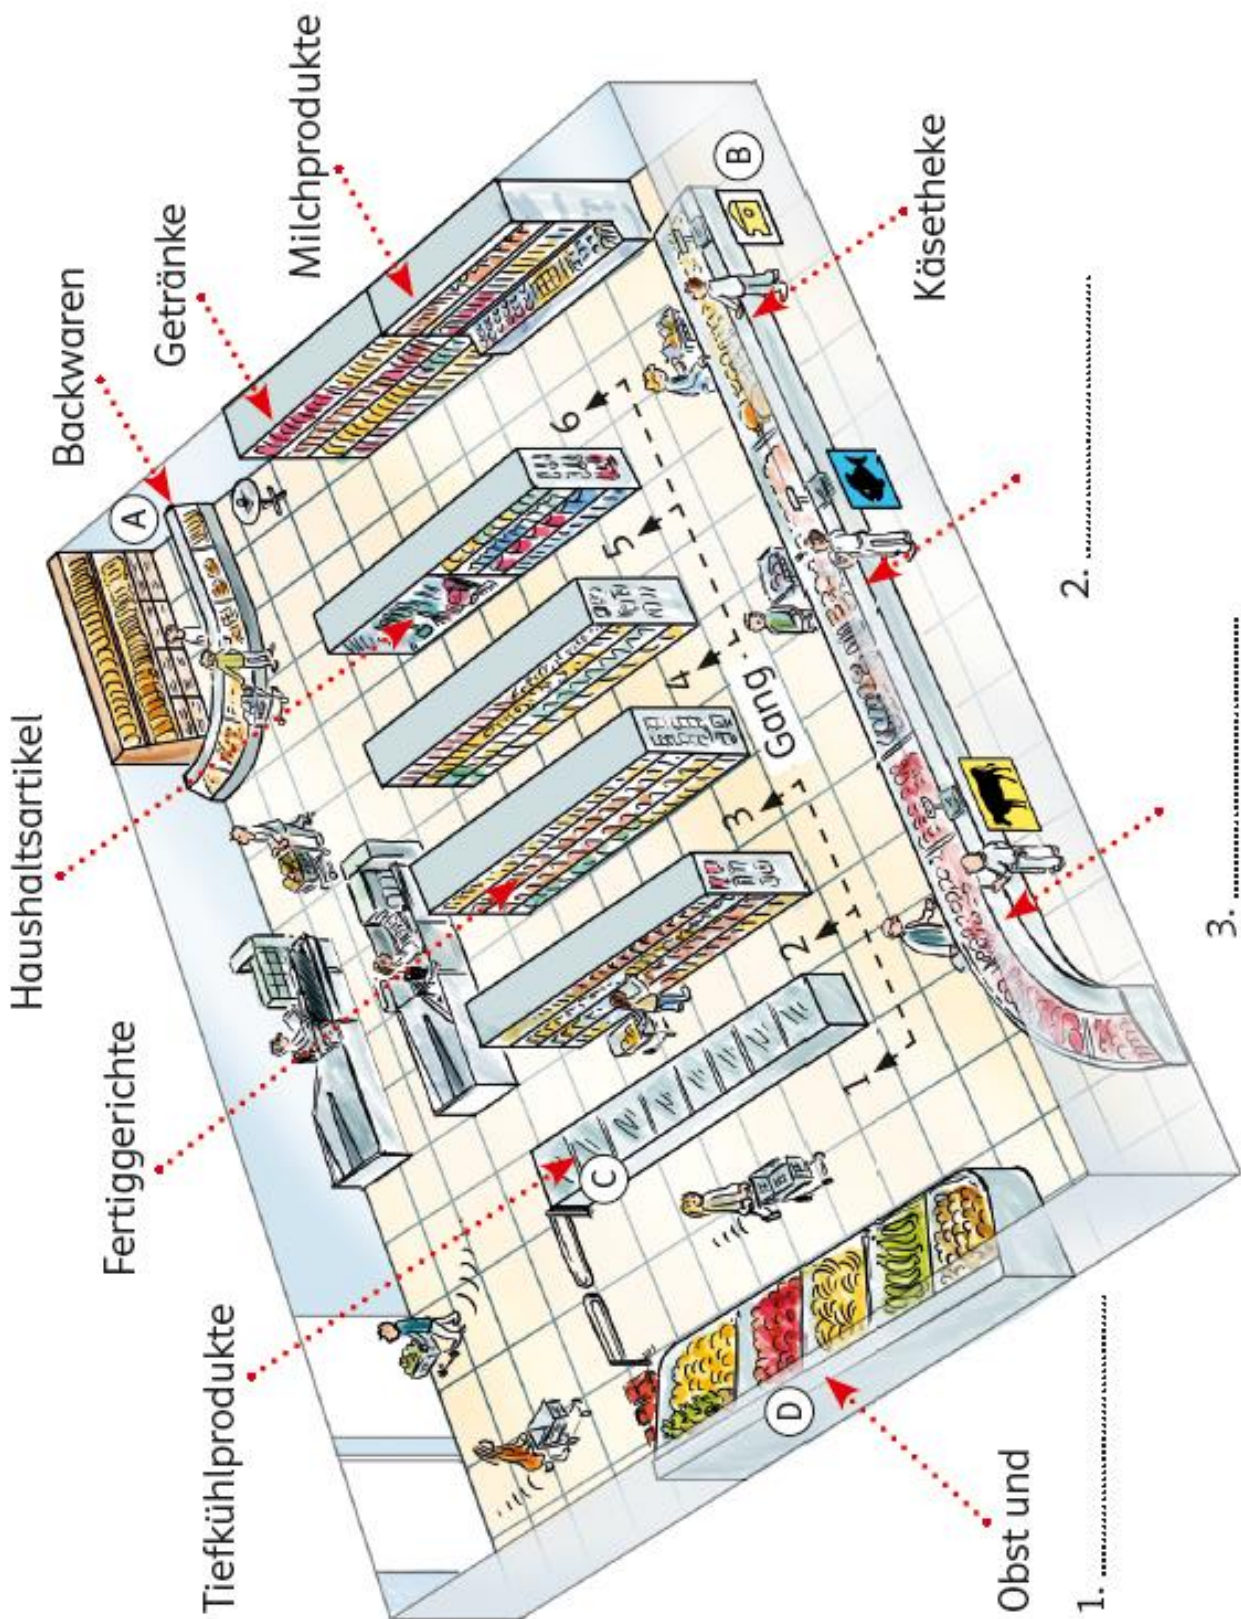 Haushaltsartikel
Backwaren
Getränke
Milchprodukte
Fertiggerichte
Tiefkühlprodukte
A
B
C
D
1
2
3
4
5
6
Gang
Obst und
1. ....................
Käsetheke
2. ....................
3. ....................